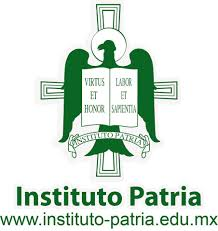 VIRTUS
ET
HONOR
LABOR
ET
SAPIENTIA
INSTITUTO PATRIA
Instituto Patria
www.instituto-patria.edu.mx